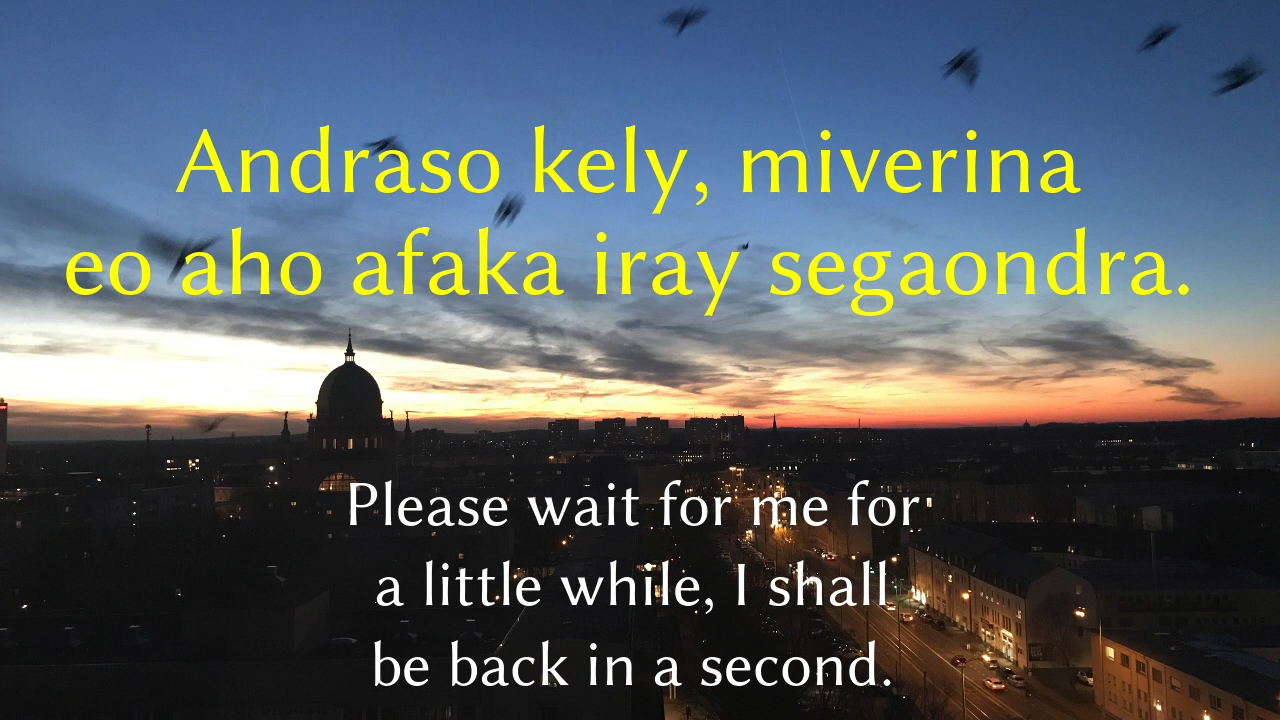 Andraso kely, miverina
eo aho afaka iray segaondra.
Please wait for me for
a little while, I shall
be back in a second.